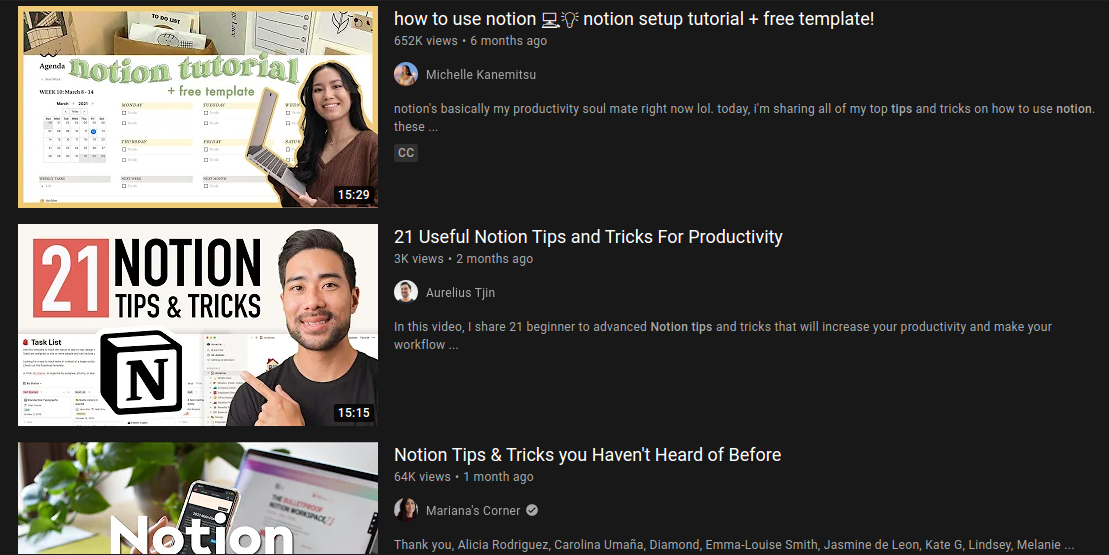 TO DO LIST
Agenda
notion tutorial
+ free template
WEEK 10: March 8 - 14
March 2021
MONDAY
TUESDAY
THURSDAY
FRIDAY
WEEKLY TASKS
NEXT WEEK
NEXT MONTH
15:29
how to use notion 💻💡 notion setup tutorial + free template!
652K views • 6 months ago
Michelle Kanemitsu
notion's basically my productivity soul mate right now lol. today, i'm sharing all of my top tips and tricks on how to use notion.
these ...
CC
21 NOTION
TIPS & TRICKS
Task List
N
15:15
21 Useful Notion Tips and Tricks For Productivity
3K views • 2 months ago
Aurelius Tjin
In this video, I share 21 beginner to advanced Notion tips and tricks that will increase your productivity and make your
workflow ...
THE BULLETPROOF
NOTION WORKSPACE
Notion
Notion Tips & Tricks you Haven't Heard of Before
64K views • 1 month ago
Mariana's Corner
Thank you, Alicia Rodriguez, Carolina Umaña, Diamond, Emma-Louise Smith, Jasmine de Leon, Kate G, Lindsey, Melanie ...